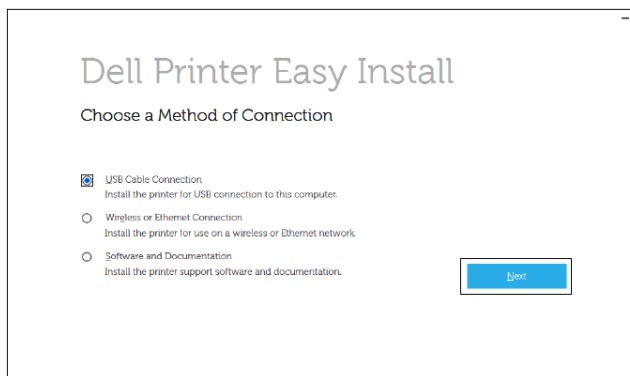 Dell Printer Easy Install
Choose a Method of Connection
USB Cable Connection
Install the printer for USB connection to this computer.
Wireless or Ethernet Connection
Install the printer for use on a wireless or Ethernet network.
Software and Documentation
Install the printer support software and documentation.
Next